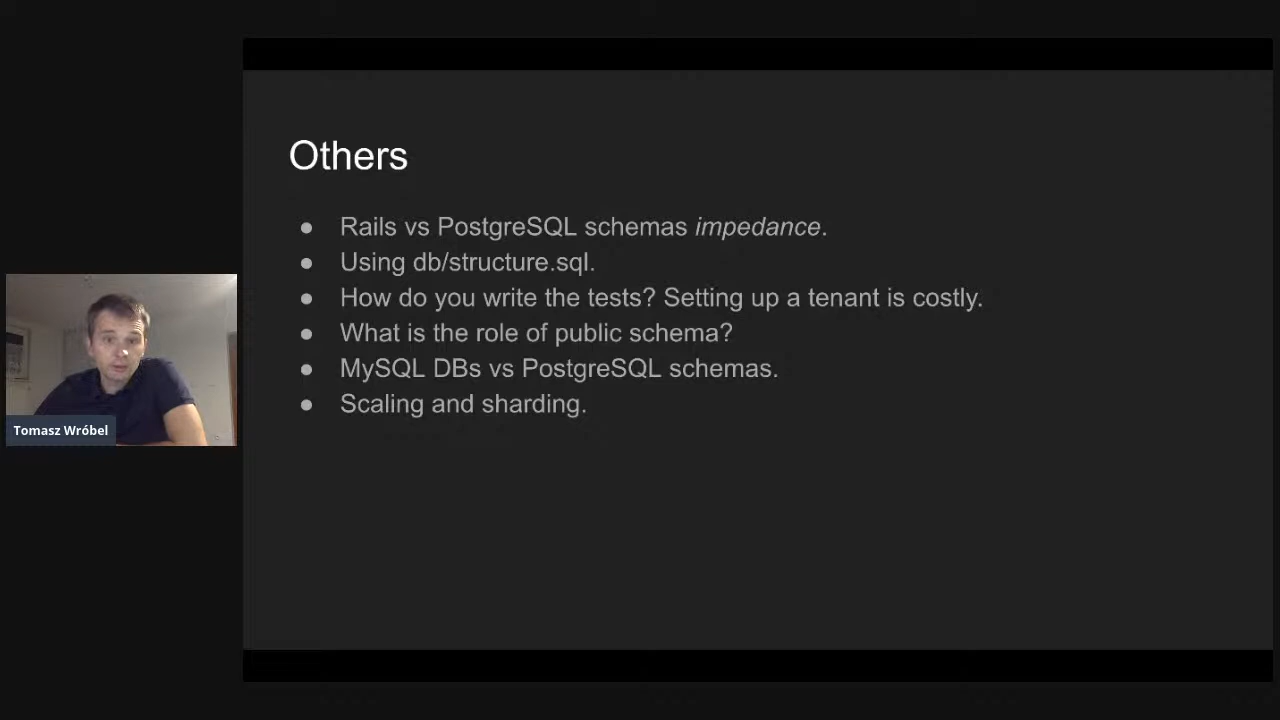 Others
● Rails vs PostgreSQL schemas impedance.
● Using db/structure.sql.
● How do you write the tests? Setting up a tenant is costly.
● What is the role of public schema?
● MySQL DBs vs PostgreSQL schemas.
● Scaling and sharding.
Tomasz Wróbel